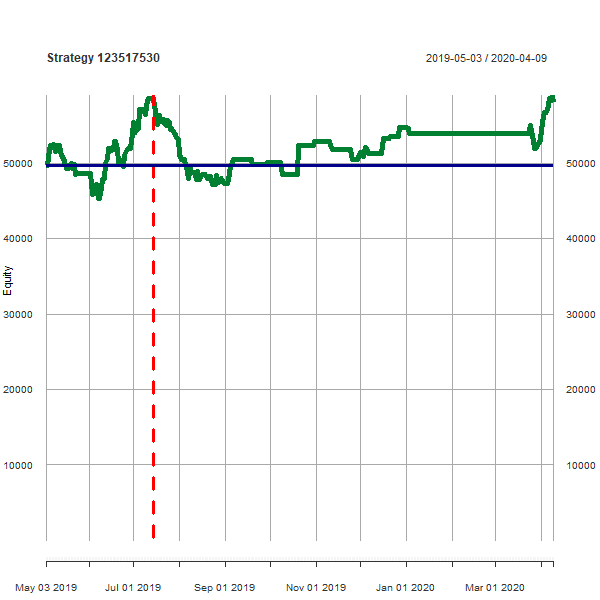 Strategy 123517530
2019-05-03 / 2020-04-09
50000
50000
40000
40000
Equity
30000
30000
20000
20000
10000
10000
May 03 2019
Jul 01 2019
Sep 01 2019
Nov 01 2019
Jan 01 2020
Mar 01 2020